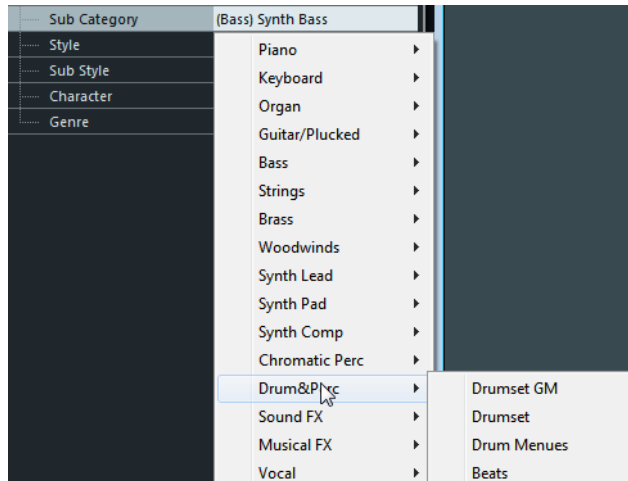 Sub Category
(Bass) Synth Bass
Style
Sub Style
Character
Genre
Piano
Keyboard
Organ
Guitar/Plucked
Bass
Strings
Brass
Woodwinds
Synth Lead
Synth Pad
Synth Comp
Chromatic Perc
Drum&Perc
Sound FX
Musical FX
Vocal
Drumset GM
Drumset
Drum Menues
Beats